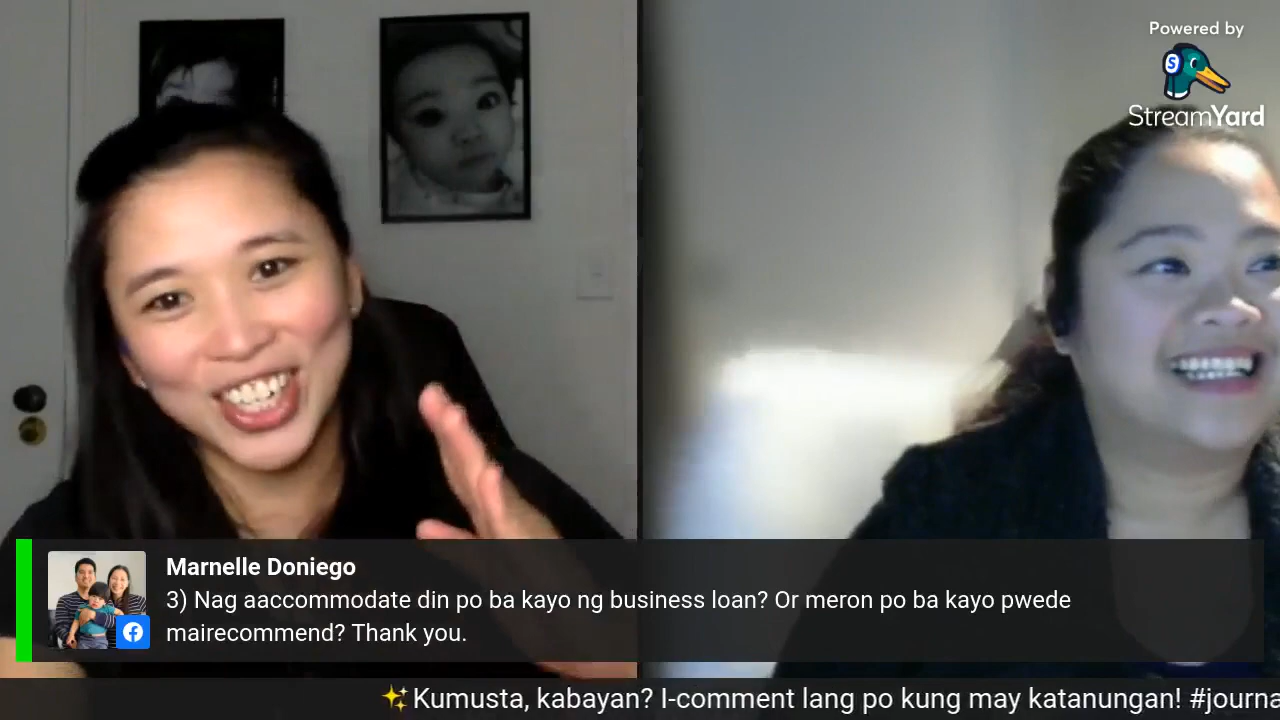 Powered by
StreamYard
Marnelle Doniego
3) Nag aaccommodate din po ba kayo ng business loan? Or meron po ba kayo pwede
mairecommend? Thank you.
✨Kumusta, kabayan? I-comment lang po kung may katanungan! #journa